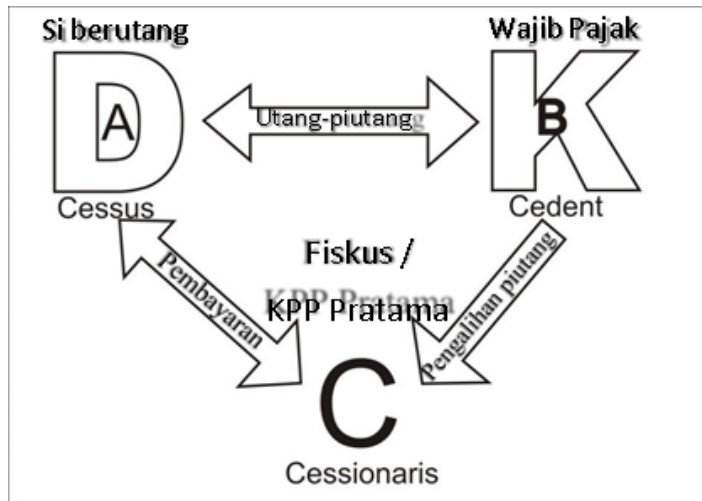 Si berutang
Wajib Pajak
D
A
K
B
Utang-piutang
Cessus
Cedent
Fiskus /
KPP Pratama
Pembayaran
Pengalihan piutang
C
Cessionaris